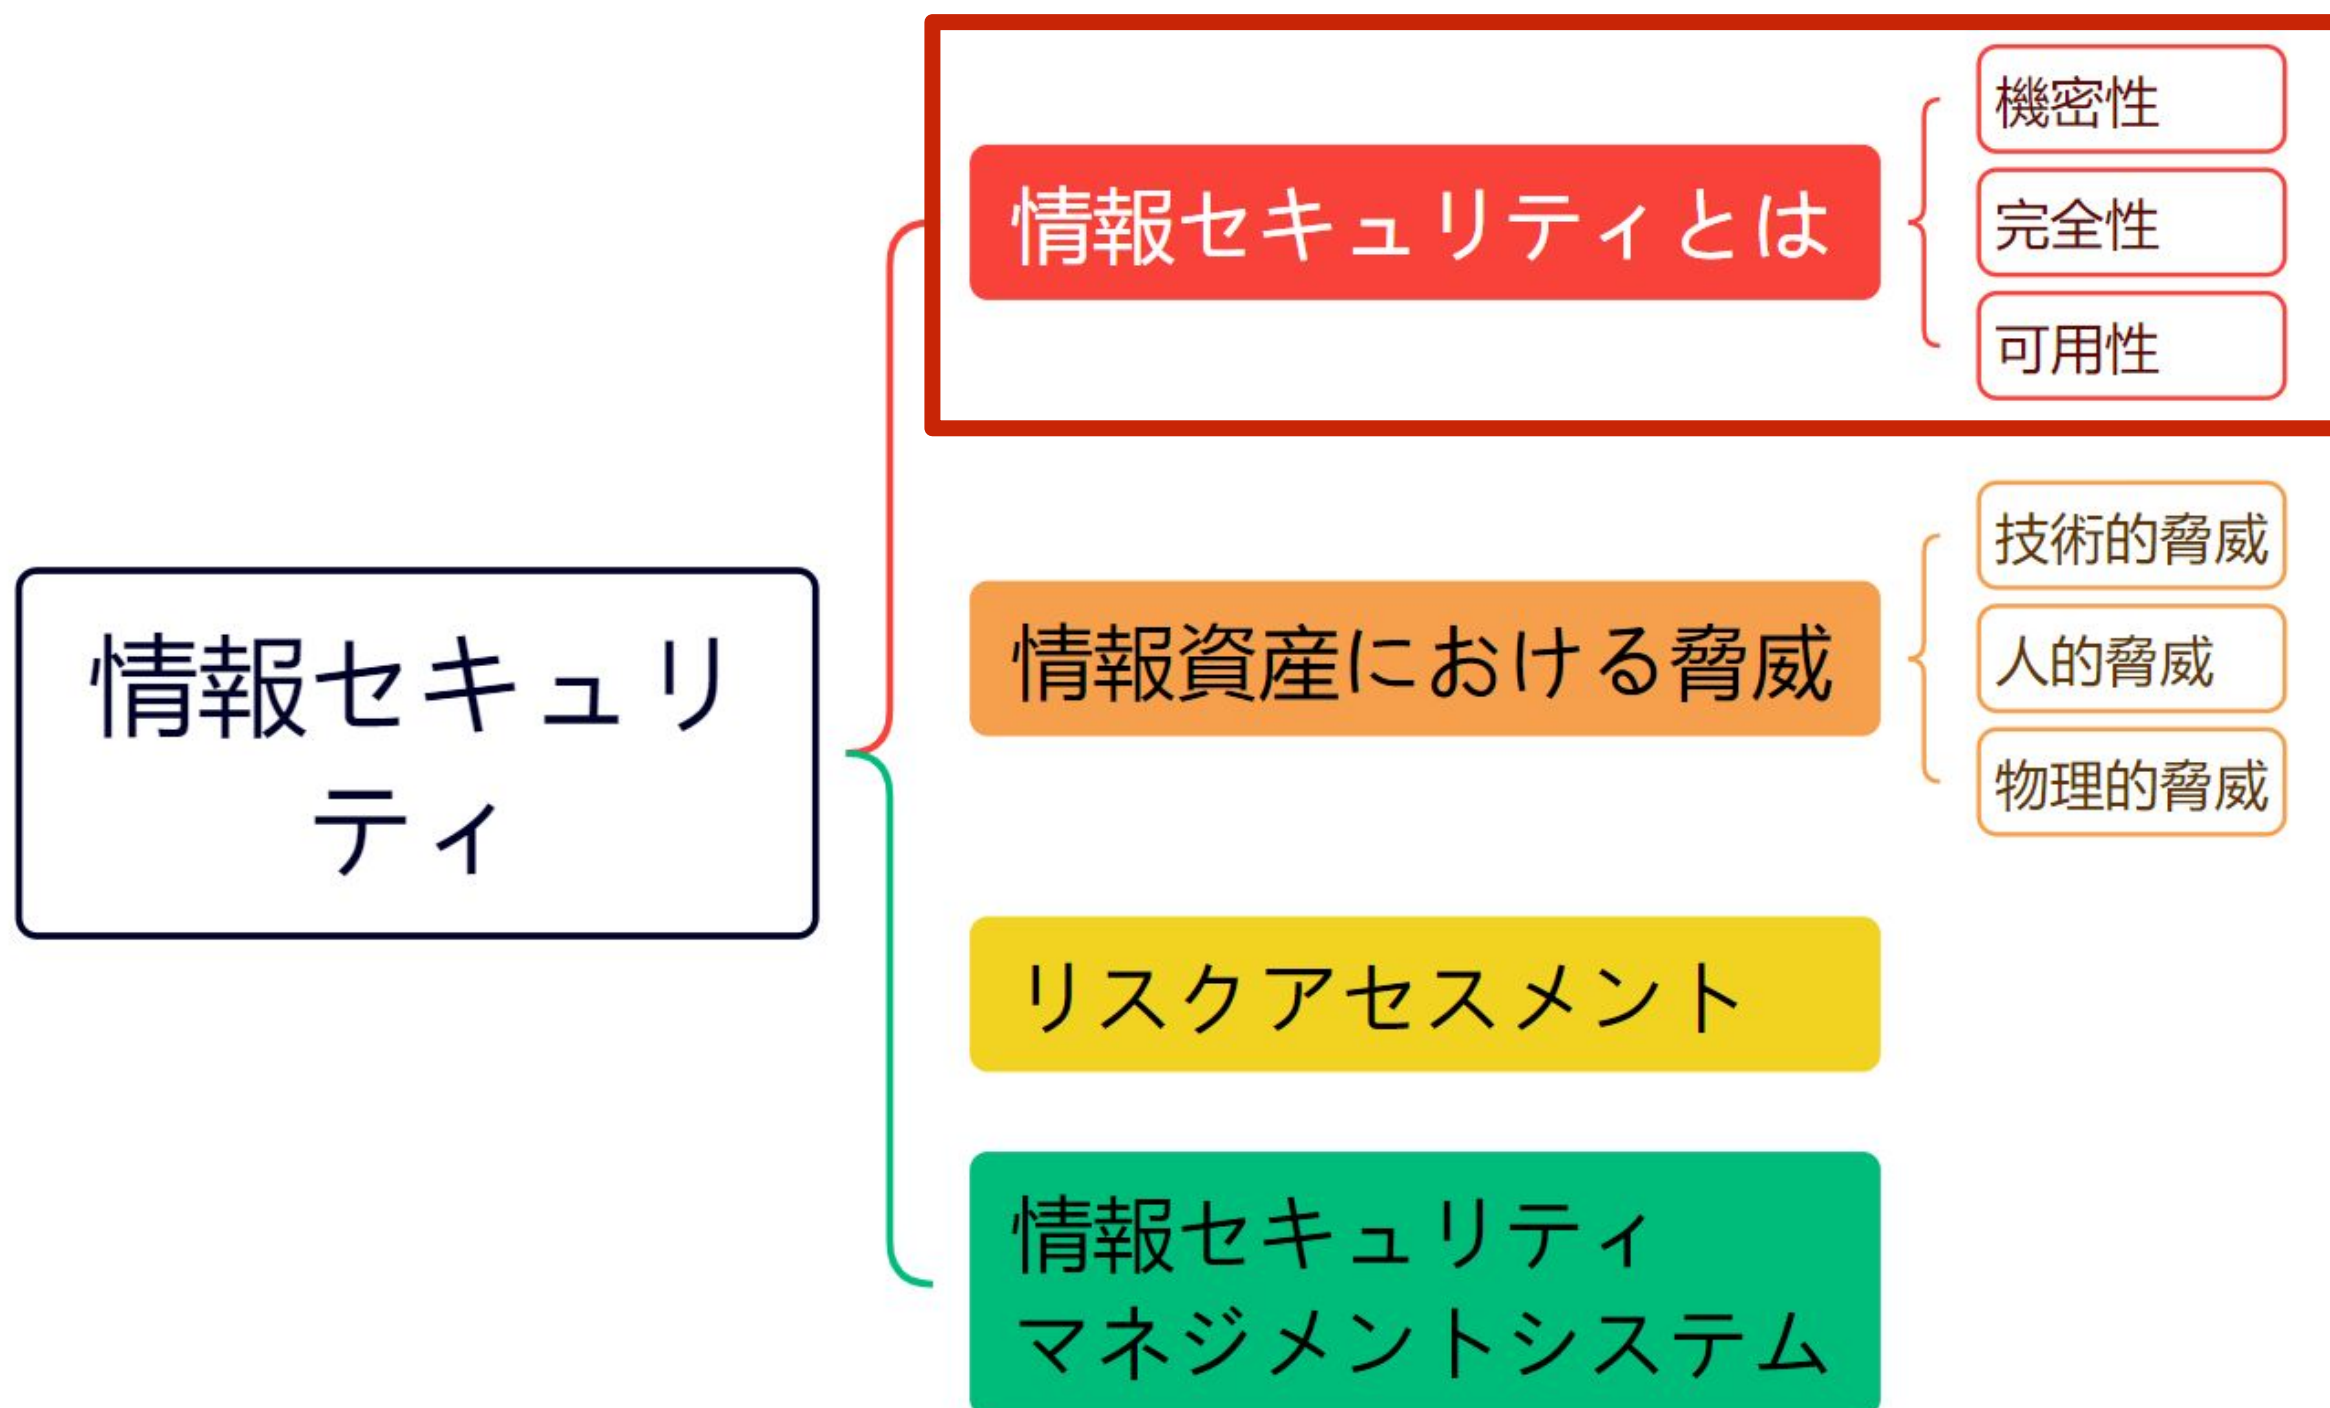 情報セキュリ
ティ
情報セキュリティとは
機密性
完全性
可用性
情報資産における脅威
技術的脅威
人的脅威
物理的脅威
リスクアセスメント
情報セキュリティ
マネジメントシステム